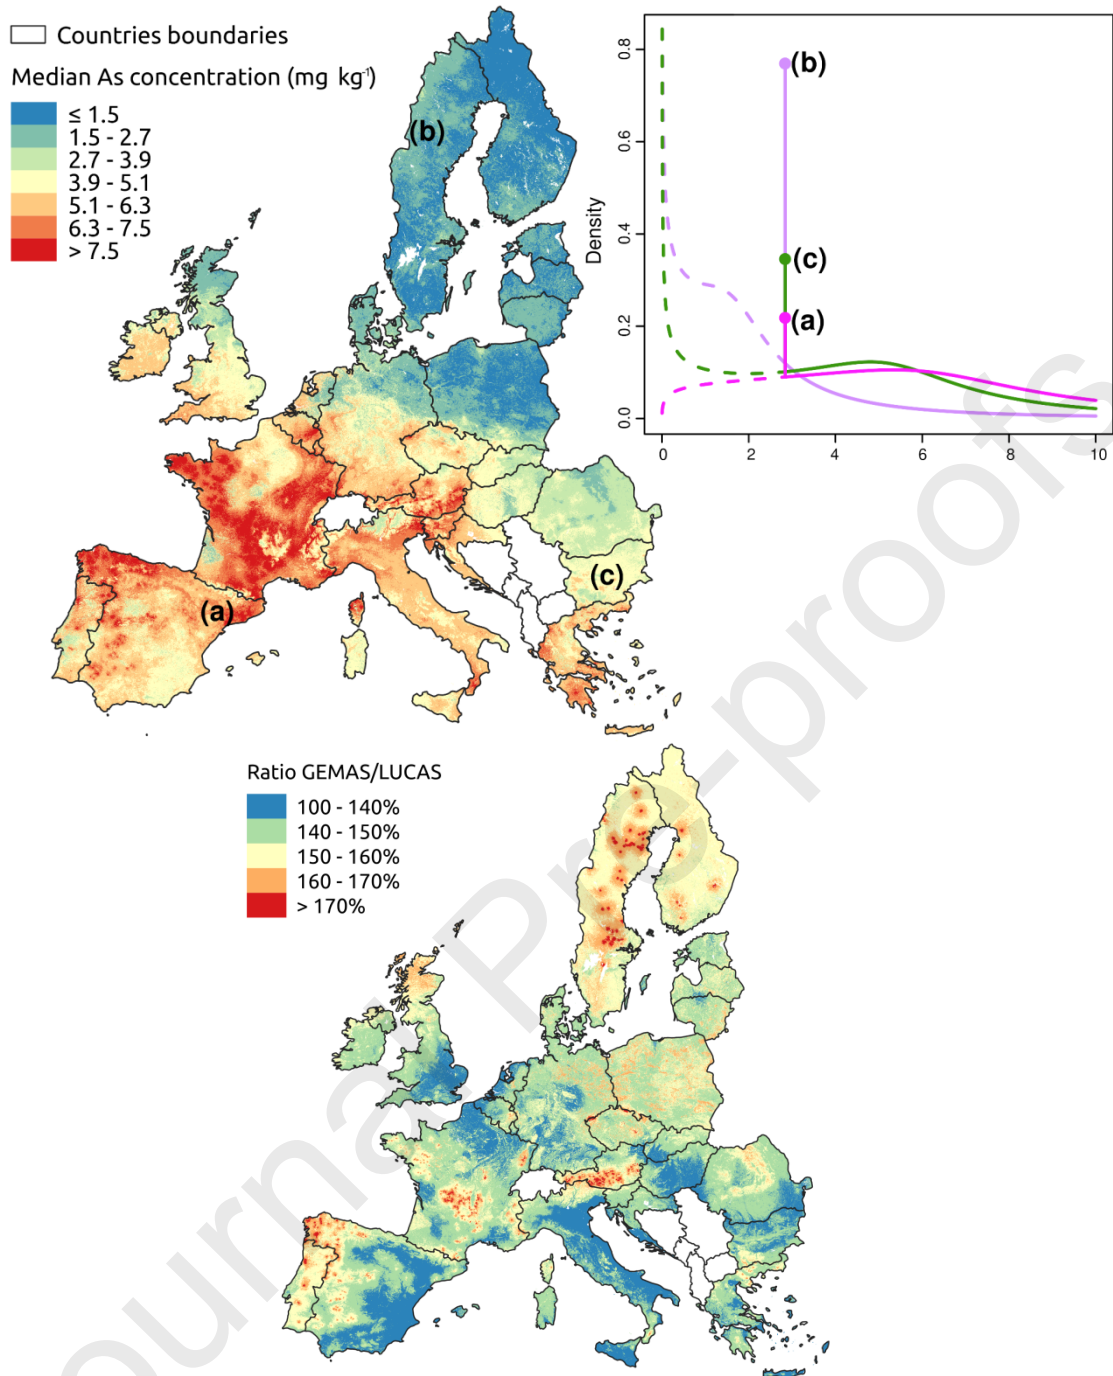 Countries boundaries
Median As concentration (mg kg⁻¹)
≤ 1.5
1.5 - 2.7
2.7 - 3.9
3.9 - 5.1
5.1 - 6.3
6.3 - 7.5
> 7.5
(b)
(a)
(c)
Density
0.8
0.6
0.4
0.2
0.0
(b)
(c)
(a)
0 2 4 6 8 10
Ratio GEMAS/LUCAS
100 - 140%
140 - 150%
150 - 160%
160 - 170%
> 170%
ournal Pre-proofs